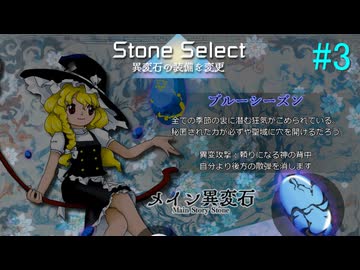 Stone Select
異変石の装備を変更
#3
ブルーシーズン
全ての季節の裏に潜む狂気がこめられている
秘匿された力が必ずや聖域に穴を開けるだろう
異変攻撃：頼りになる神の背中
自分より後方の敵弾を消します
メイン異変石
Main Story Stone